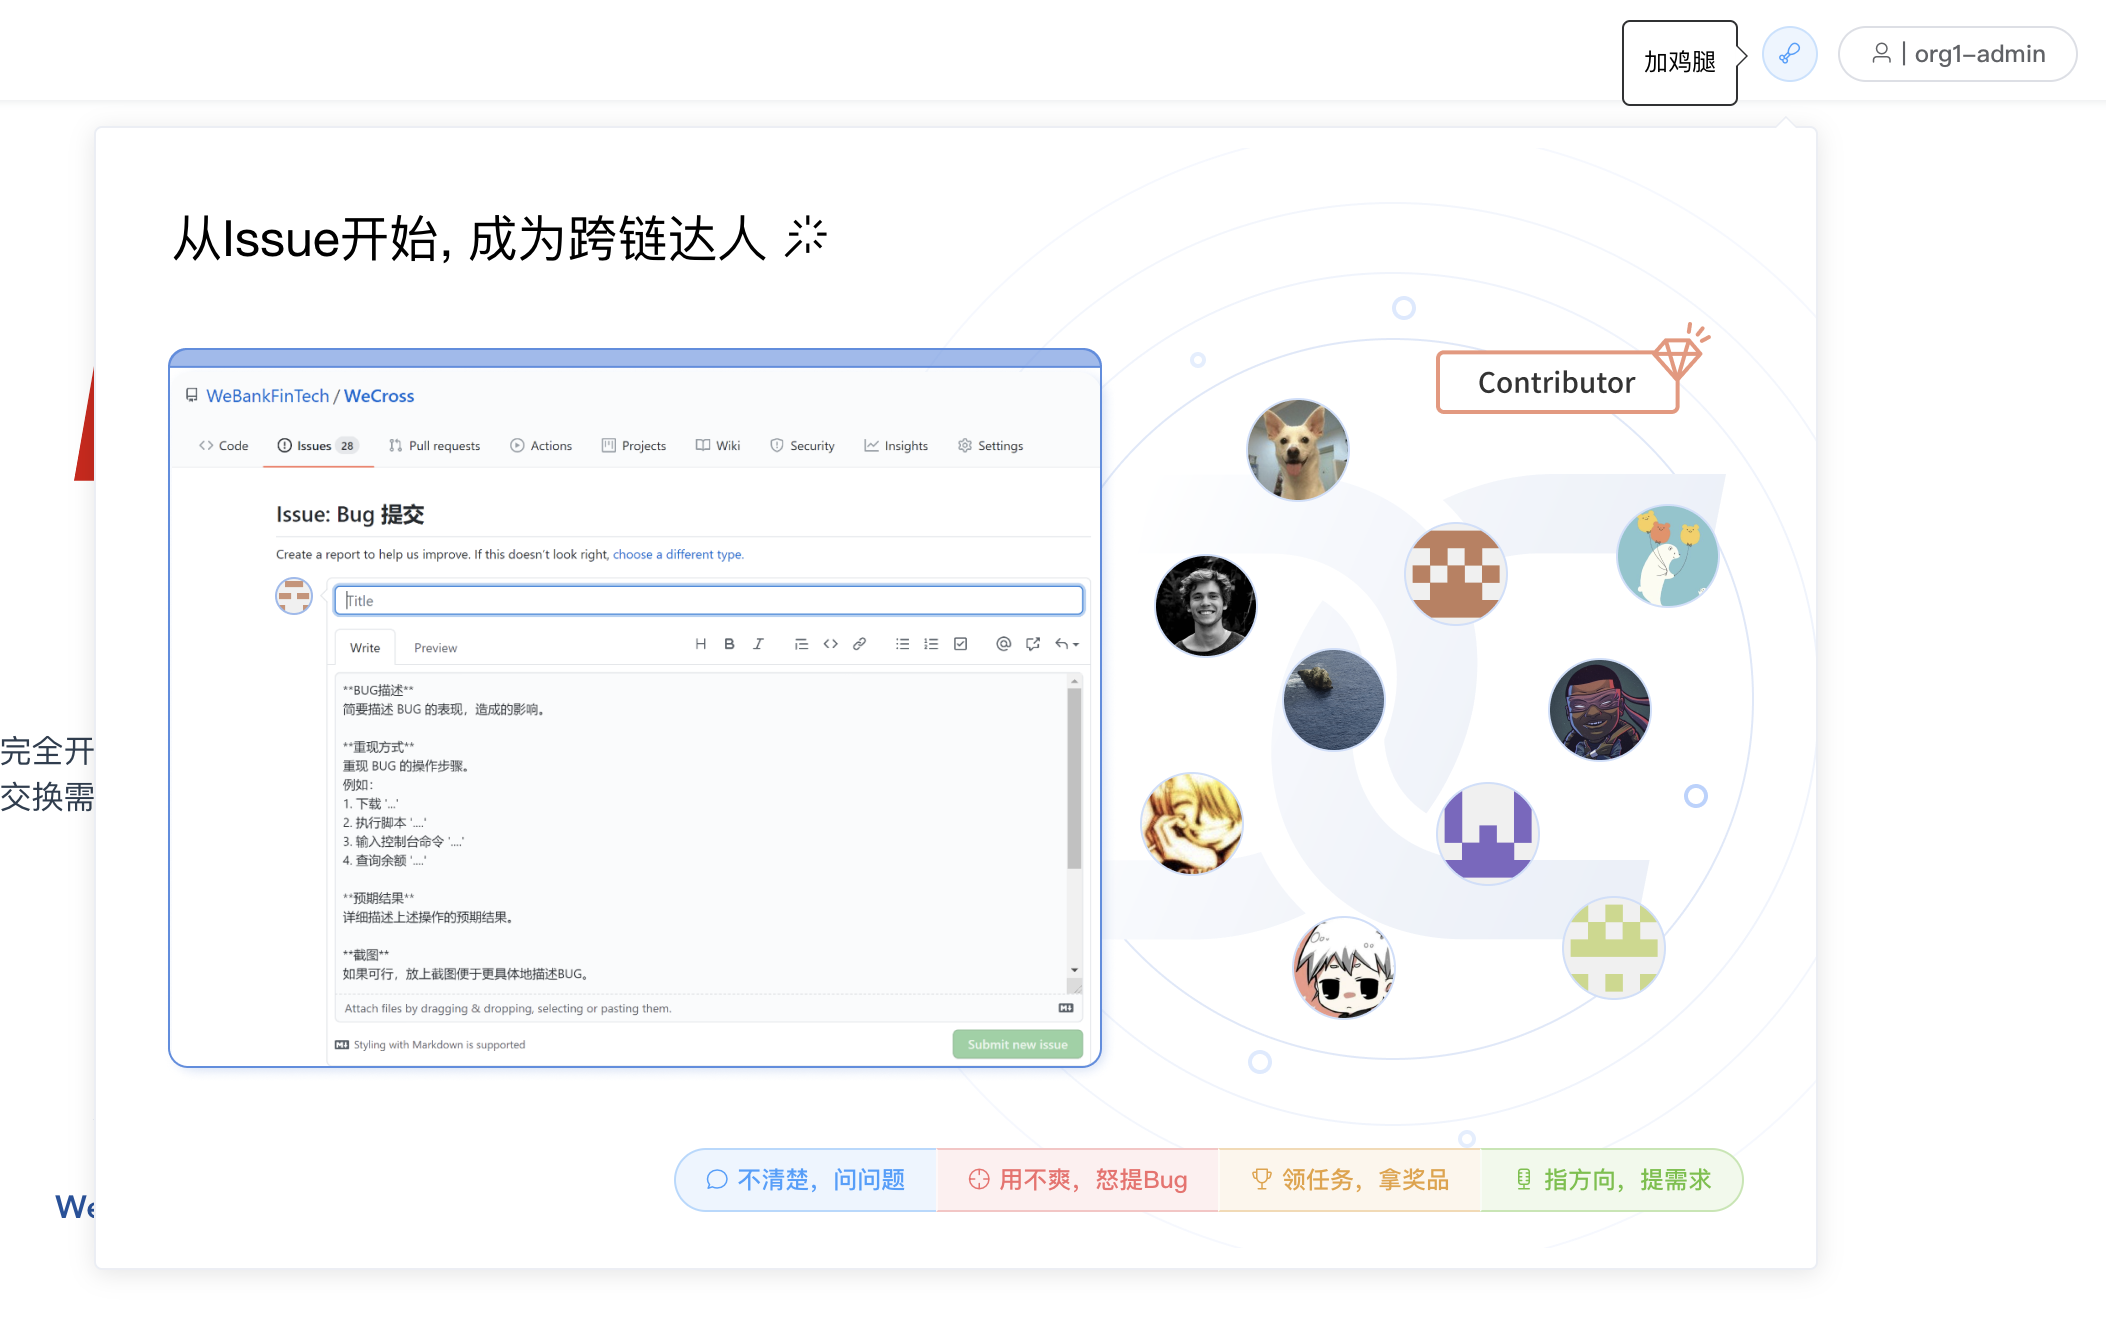 加鸡腿
org1-admin
从Issue开始, 成为跨链达人
WeBankFinTech / WeCross
Code Issues 28 Pull requests Actions Projects Wiki Security Insights Settings
Issue: Bug 提交
Create a report to help us improve. If this doesn't look right, choose a different type.
Title
Write Preview
**BUG描述**
简要描述 BUG 的表现，造成的影响。
**重现方式**
重现 BUG 的操作步骤。
例如：
1. 下载 '...'
2. 执行脚本 '....'
3. 输入控制台命令 '....'
4. 查询余额 '....'
**预期结果**
详细描述上述操作的预期结果。
**截图**
如果可行，放上截图便于更具体地描述BUG。
Attach files by dragging & dropping, selecting or pasting them.
Styling with Markdown is supported
Submit new issue
Contributor
完全开
交换需
We
不清楚，问问题 用不爽，怒提Bug 领任务，拿奖品 指方向，提需求